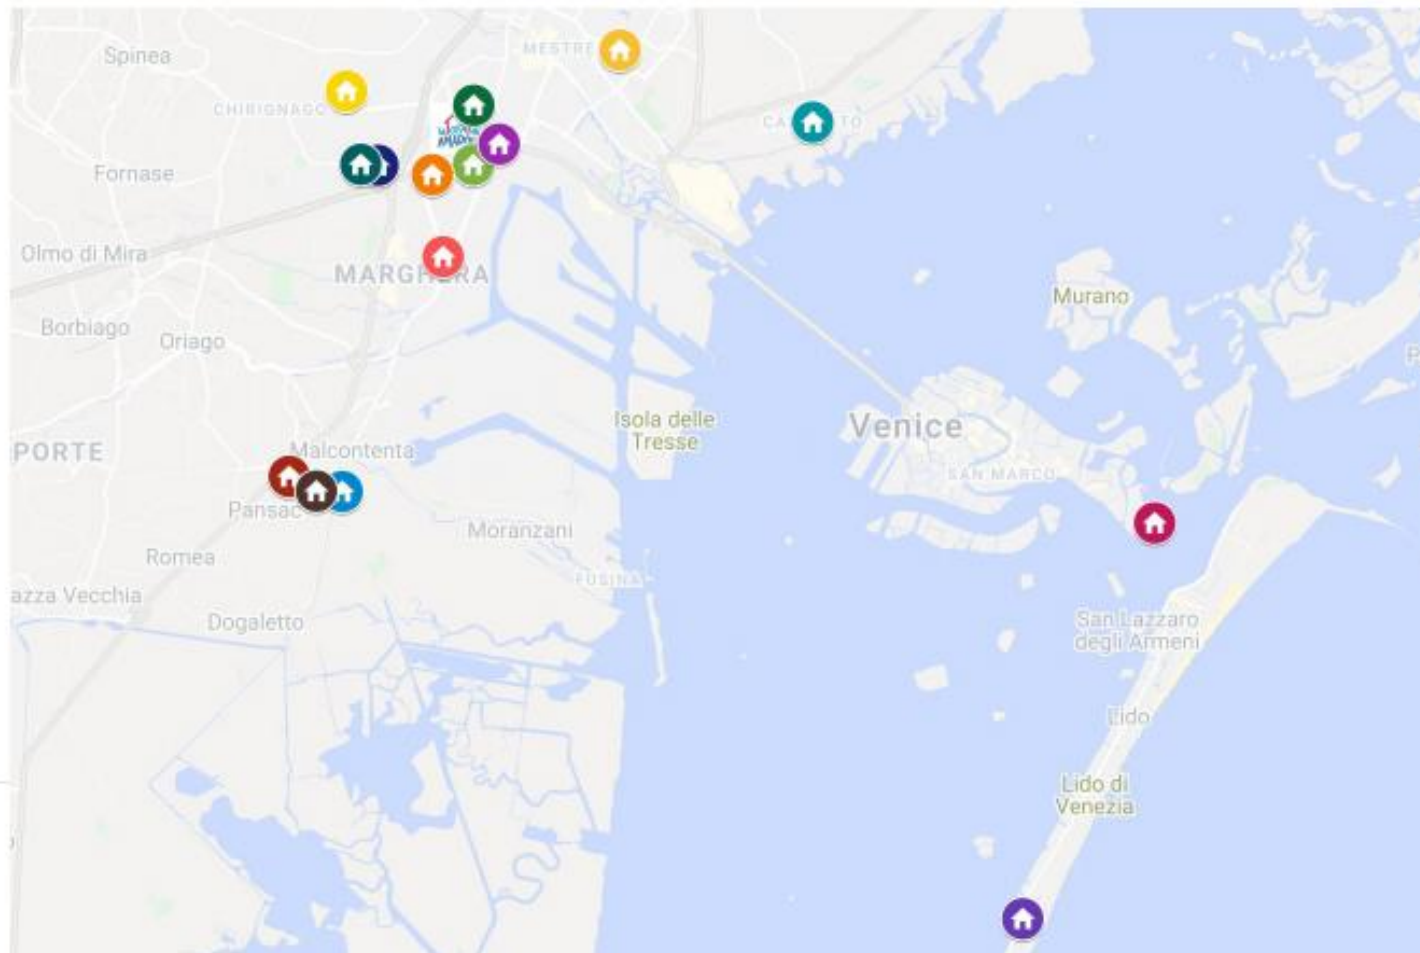 Spinea
MESTRE
CHIRIGNAGO
Fornase
Olmo di Mira
MARGHERA
Murano
Borbiago
Oriago
Isola delle
Tresse
Venice
PORTE
Malcontenta
SAN MARCO
Pansac
Moranzani
Romea
FUSINA
azza Vecchia
Dogaletto
San Lazzaro
degli Armeni
Lido
Lido di
Venezia